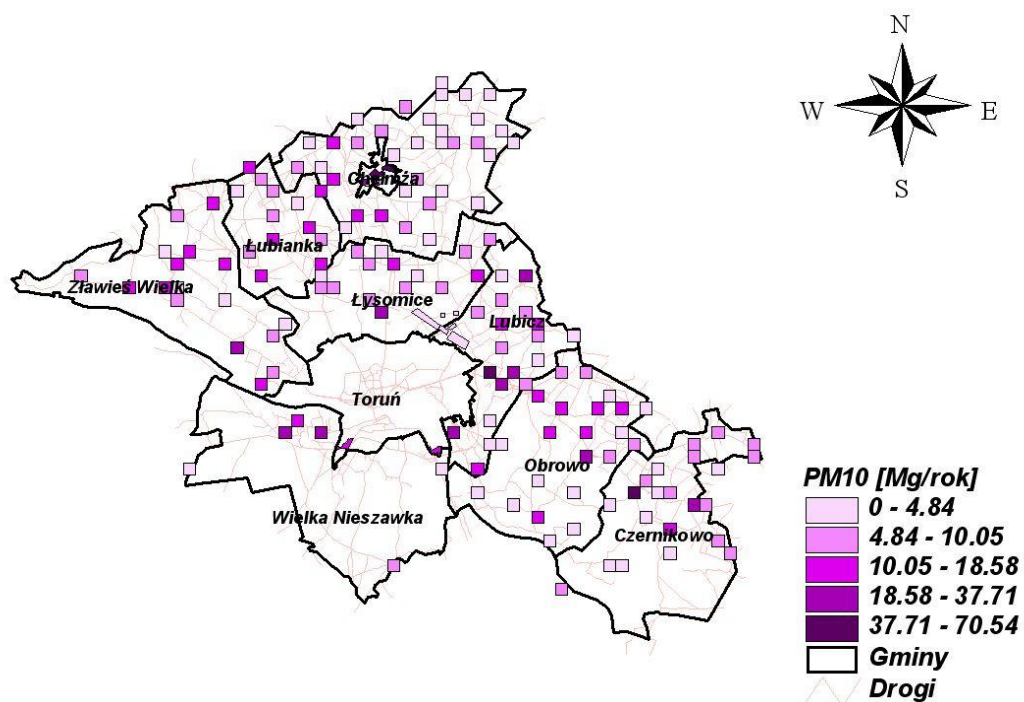 N
W E
S
Chełmża
Łubianka
Zławieś Wielka
Łysomice
Lubicz
Toruń
Obrowo
Wielka Nieszawka
Czernikowo
PM10 [Mg/rok]
0 - 4.84
4.84 - 10.05
10.05 - 18.58
18.58 - 37.71
37.71 - 70.54
Gminy
Drogi